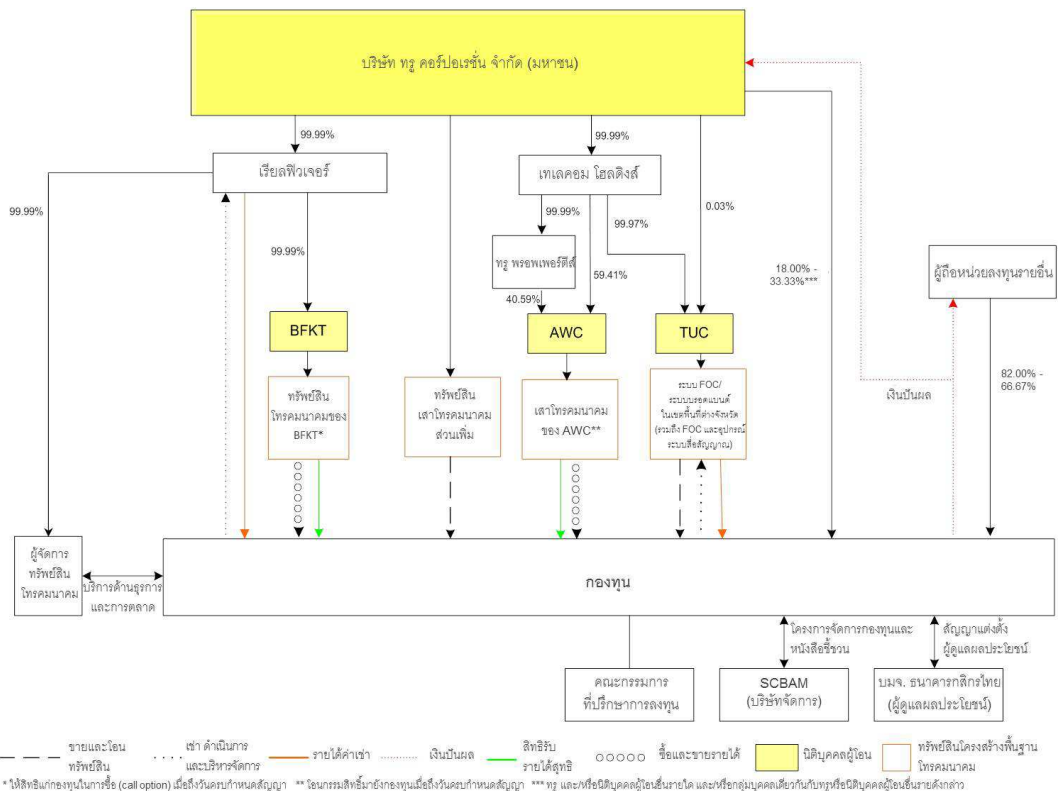 บริษัท ทรู คอร์ปอเรชั่น จำกัด (มหาชน)
99.99%
99.99%
เรียลฟิวเจอร์
เทเลคอม โฮลดิงส์
99.99%
99.99%
99.97%
0.03%
99.99%
ทรู พรอพเพอร์ตีส์
59.41%
18.00% -
33.33%***
ผู้ถือหน่วยลงทุนรายอื่น
40.59%
BFKT
AWC
TUC
82.00% -
66.67%
เงินปันผล
ทรัพย์สิน
โทรคมนาคมของ
BFKT*
ทรัพย์สิน
เสาโทรคมนาคม
ส่วนเพิ่ม
เสาโทรคมนาคม
ของ AWC**
ระบบ FOC/
ระบบบรอดแบนด์
ในเขตพื้นที่ต่างจังหวัด
(รวมถึง FOC และอุปกรณ์
ระบบสื่อสัญญาณ)
ผู้จัดการ
ทรัพย์สิน
โทรคมนาคม
บริการด้านธุรการ
และการตลาด
กองทุน
โครงการจัดการกองทุนและ
หนังสือชี้ชวน
สัญญาแต่งตั้ง
ผู้ดูแลผลประโยชน์
คณะกรรมการ
ที่ปรึกษาการลงทุน
SCBAM
(บริษัทจัดการ)
บมจ. ธนาคารกสิกรไทย
(ผู้ดูแลผลประโยชน์)
ขายและโอน
ทรัพย์สิน
เช่า ดำเนินการ
และบริหารจัดการ
รายได้ค่าเช่า
เงินปันผล
สิทธิรับ
รายได้สุทธิ
ซื้อและขายรายได้
นิติบุคคลผู้โอน
ทรัพย์สินโครงสร้างพื้นฐาน
โทรคมนาคม
* ให้สิทธิแก่กองทุนในการซื้อ (call option) เมื่อถึงวันครบกำหนดสัญญา ** โอนกรรมสิทธิ์มายังกองทุนเมื่อถึงวันครบกำหนดสัญญา *** ทรู และ/หรือนิติบุคคลผู้โอนอื่นรายใด และ/หรือกลุ่มบุคคลเดียวกันกับทรูหรือนิติบุคคลผู้โอนอื่นรายดังกล่าว